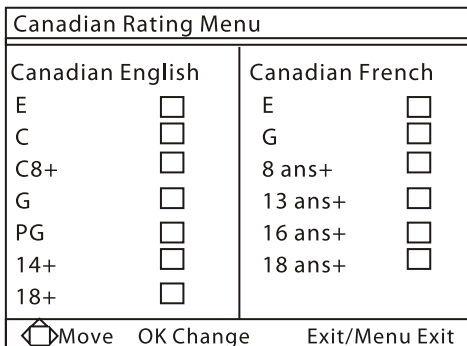 Canadian Rating Menu
Canadian English
E
C
C8+
G
PG
14+
18+
Canadian French
E
G
8 ans+
13 ans+
16 ans+
18 ans+
Move OK Change Exit/Menu Exit